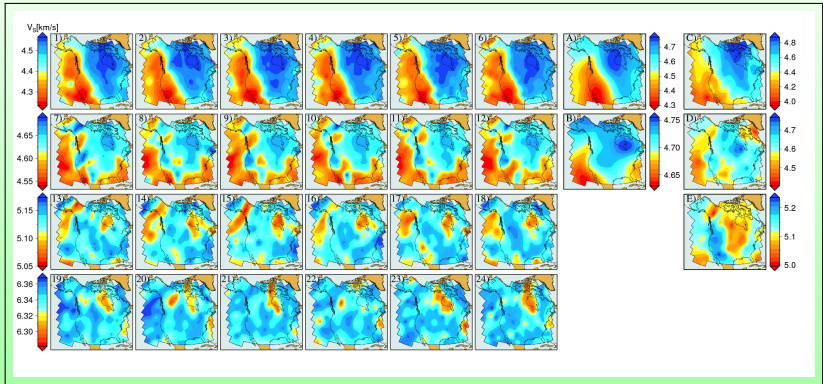 Vs[km/s]
1) 2) 3) 4) 5) 6) A) C)
4.5 4.7 4.8
4.4 4.6 4.6
4.3 4.5 4.4
4.4 4.2
4.3 4.0
7) 8) 9) 10) 11) 12) B) D)
4.65 4.75 4.7
4.60 4.70 4.6
4.55 4.65 4.5
13) 14) 15) 16) 17) 18) E)
5.15 5.2
5.10 5.1
5.05 5.0
19) 20) 21) 22) 23) 24)
6.36
6.34
6.32
6.30